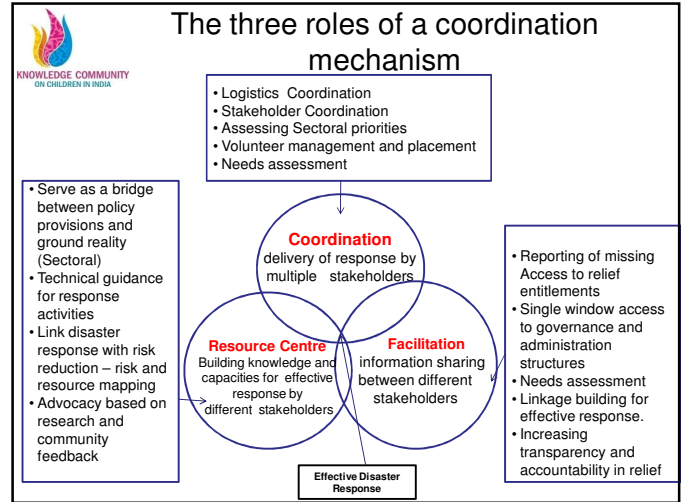 The three roles of a coordination
mechanism
KNOWLEDGE COMMUNITY
ON CHILDREN IN INDIA
• Logistics Coordination
• Stakeholder Coordination
• Assessing Sectoral priorities
• Volunteer management and placement
• Needs assessment
• Serve as a bridge
between policy
provisions and
ground reality
(Sectoral)
• Technical guidance
for response
activities
• Link disaster
response with risk
reduction – risk and
resource mapping
• Advocacy based on
research and
community
feedback
Coordination
delivery of response by
multiple stakeholders
Resource Centre
Building knowledge and
capacities for effective
response by
different stakeholders
Facilitation
information sharing
between different
stakeholders
• Reporting of missing
Access to relief
entitlements
• Single window access
to governance and
administration
structures
• Needs assessment
• Linkage building for
effective response.
• Increasing
transparency and
accountability in relief
Effective Disaster
Response